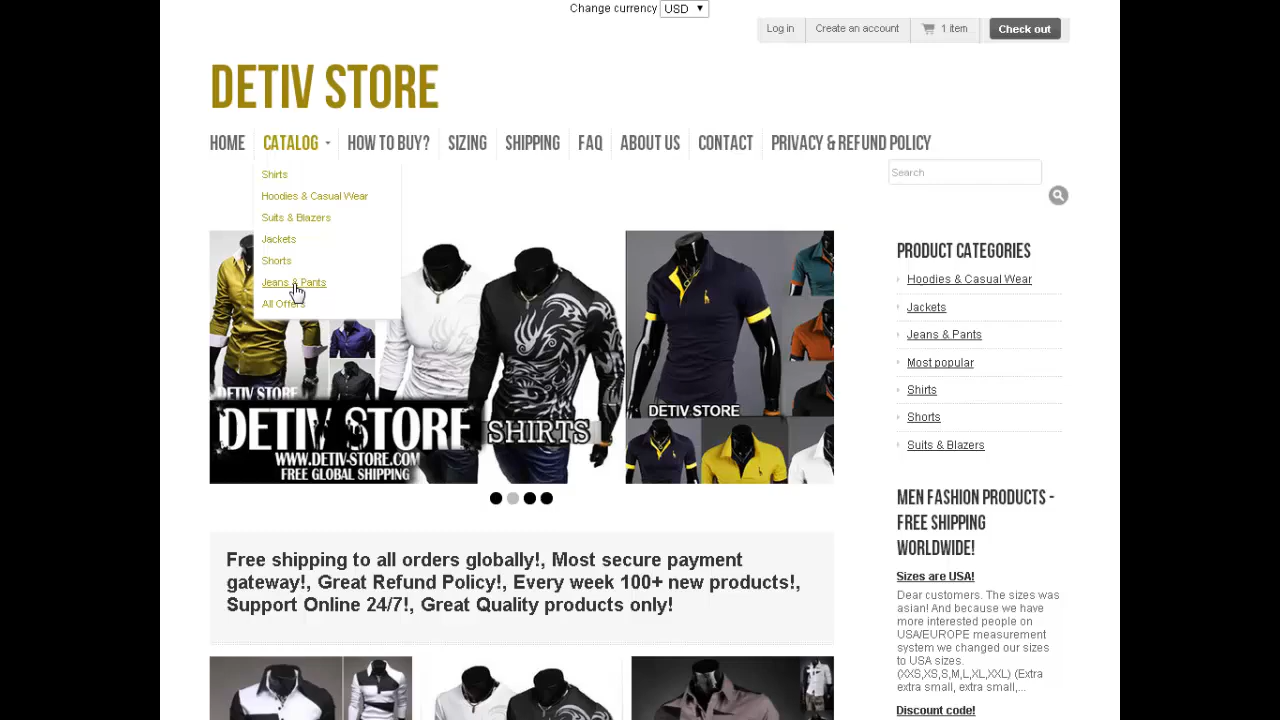 Change currency USD
Log in
Create an account
1 item
Check out
DETIV STORE
HOME
CATALOG
HOW TO BUY?
SIZING
SHIPPING
FAQ
ABOUT US
CONTACT
PRIVACY & REFUND POLICY
Search
Shirts
Hoodies & Casual Wear
Suits & Blazers
Jackets
Shorts
Jeans & Pants
All Offers
DETIV STORE
DETIV STORE
WWW.DETIV-STORE.COM
FREE GLOBAL SHIPPING
SHIRTS
DETIV STORE
Free shipping to all orders globally!, Most secure payment
gateway!, Great Refund Policy!, Every week 100+ new products!,
Support Online 24/7!, Great Quality products only!
PRODUCT CATEGORIES
Hoodies & Casual Wear
Jackets
Jeans & Pants
Most popular
Shirts
Shorts
Suits & Blazers
MEN FASHION PRODUCTS -
FREE SHIPPING
WORLDWIDE!
Sizes are USA!
Dear customers. The sizes was
asian! And because we have
more interested people on
USA/EUROPE measurement
system we changed our sizes
to USA sizes.
(XXS,XS,S,M,L,XL,XXL) (Extra
extra small, extra small,...
Discount code!